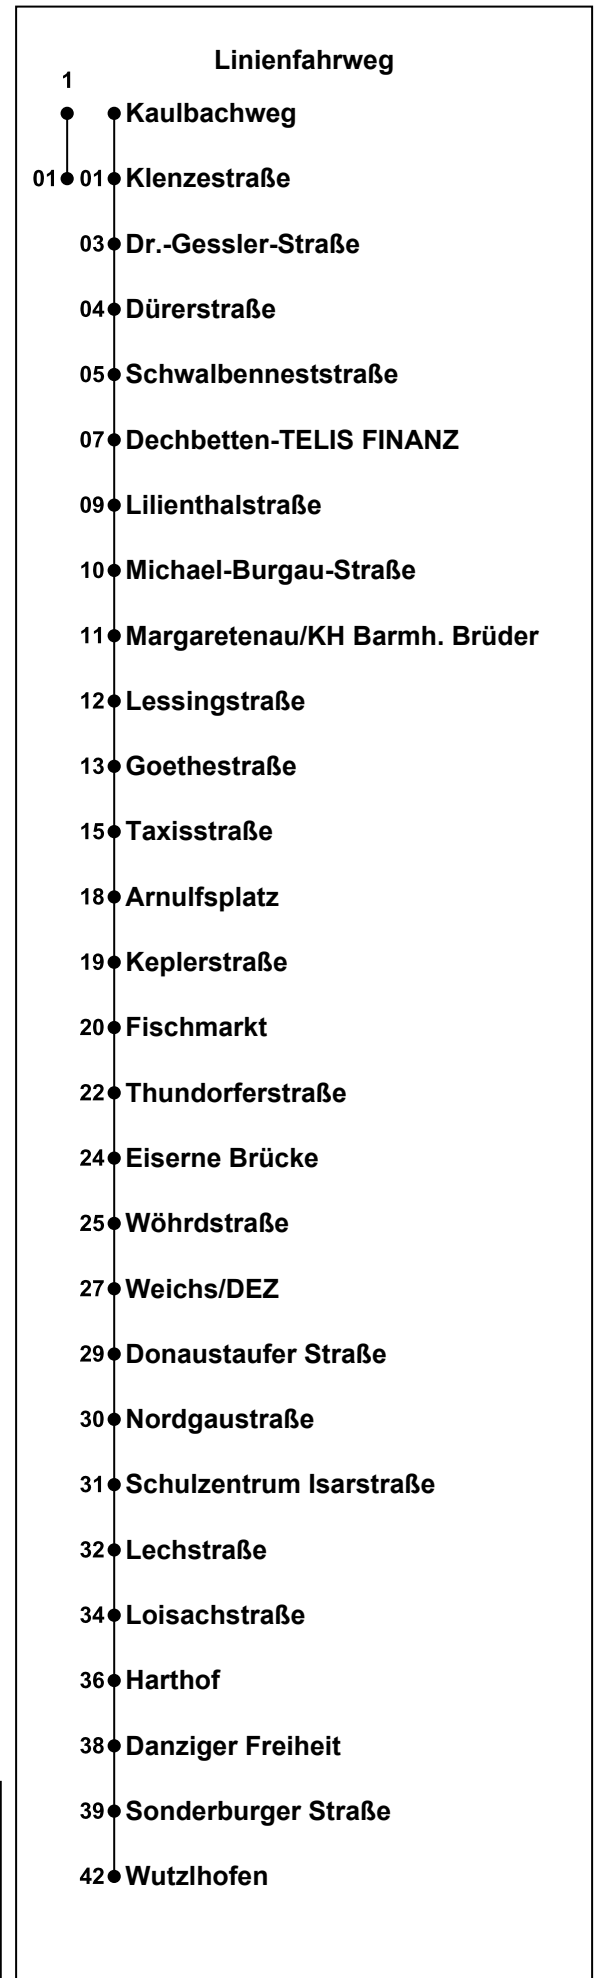 Linienfahrweg
1
Kaulbachweg
01 01 Klenzestraße
03 Dr.-Gessler-Straße
04 Dürerstraße
05 Schwalbenneststraße
07 Dechbetten-TELIS FINANZ
09 Lilienthalstraße
10 Michael-Burgau-Straße
11 Margaretenau/KH Barmh. Brüder
12 Lessingstraße
13 Goethestraße
15 Taxisstraße
18 Arnulfsplatz
19 Keplerstraße
20 Fischmarkt
22 Thundorferstraße
24 Eiserne Brücke
25 Wöhrdstraße
27 Weichs/DEZ
29 Donaustaufer Straße
30 Nordgaustraße
31 Schulzentrum Isarstraße
32 Lechstraße
34 Loisachstraße
36 Harthof
38 Danziger Freiheit
39 Sonderburger Straße
42 Wutzlhofen